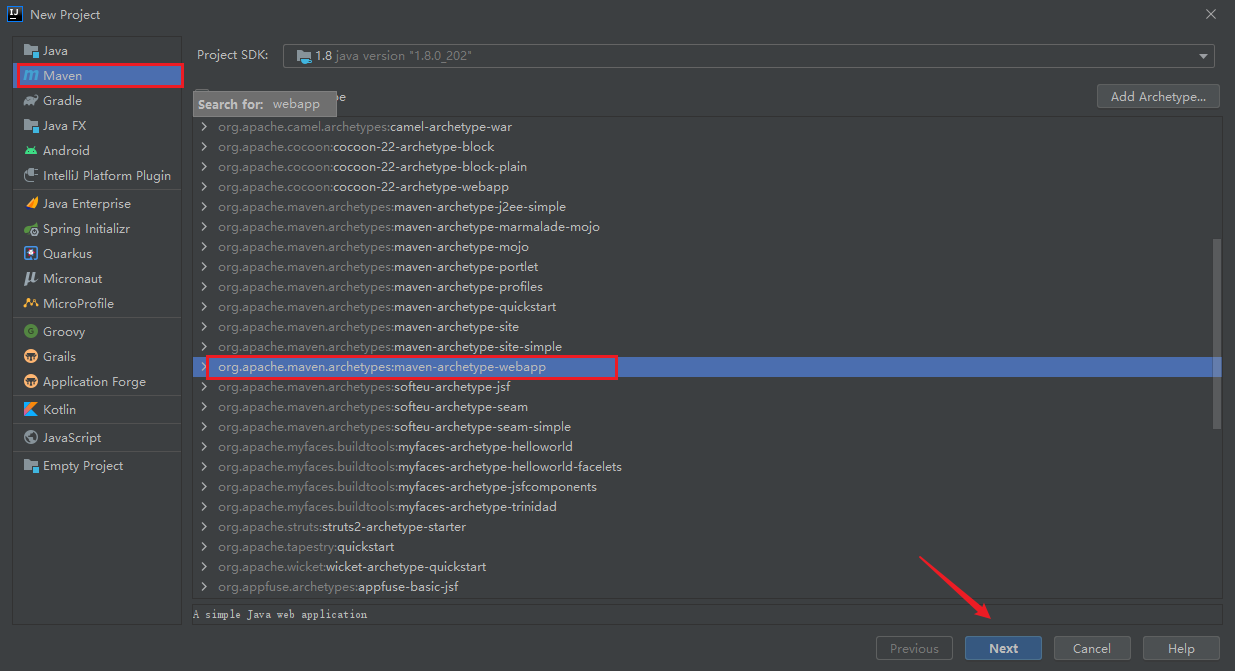 New Project
Java
Maven
Gradle
Java FX
Android
IntelliJ Platform Plugin
Java Enterprise
Spring Initializr
Quarkus
Micronaut
MicroProfile
Groovy
Grails
Application Forge
Kotlin
JavaScript
Empty Project
Project SDK: 1.8 java version "1.8.0_202"
Search for: webapp
Add Archetype...
org.apache.camel.archetypes:camel-archetype-war
org.apache.cocoon:cocoon-22-archetype-block
org.apache.cocoon:cocoon-22-archetype-block-plain
org.apache.cocoon:cocoon-22-archetype-webapp
org.apache.maven.archetypes:maven-archetype-j2ee-simple
org.apache.maven.archetypes:maven-archetype-marmalade-mojo
org.apache.maven.archetypes:maven-archetype-mojo
org.apache.maven.archetypes:maven-archetype-portlet
org.apache.maven.archetypes:maven-archetype-profiles
org.apache.maven.archetypes:maven-archetype-quickstart
org.apache.maven.archetypes:maven-archetype-site
org.apache.maven.archetypes:maven-archetype-site-simple
org.apache.maven.archetypes:maven-archetype-webapp
org.apache.maven.archetypes:softeu-archetype-jsf
org.apache.maven.archetypes:softeu-archetype-seam
org.apache.maven.archetypes:softeu-archetype-seam-simple
org.apache.myfaces.buildtools:myfaces-archetype-helloworld
org.apache.myfaces.buildtools:myfaces-archetype-helloworld-facelets
org.apache.myfaces.buildtools:myfaces-archetype-jsfcomponents
org.apache.myfaces.buildtools:myfaces-archetype-trinidad
org.apache.struts:struts2-archetype-starter
org.apache.tapestry:quickstart
org.apache.wicket:wicket-archetype-quickstart
org.appfuse.archetypes:appfuse-basic-jsf
A simple Java web application
Previous Next Cancel Help